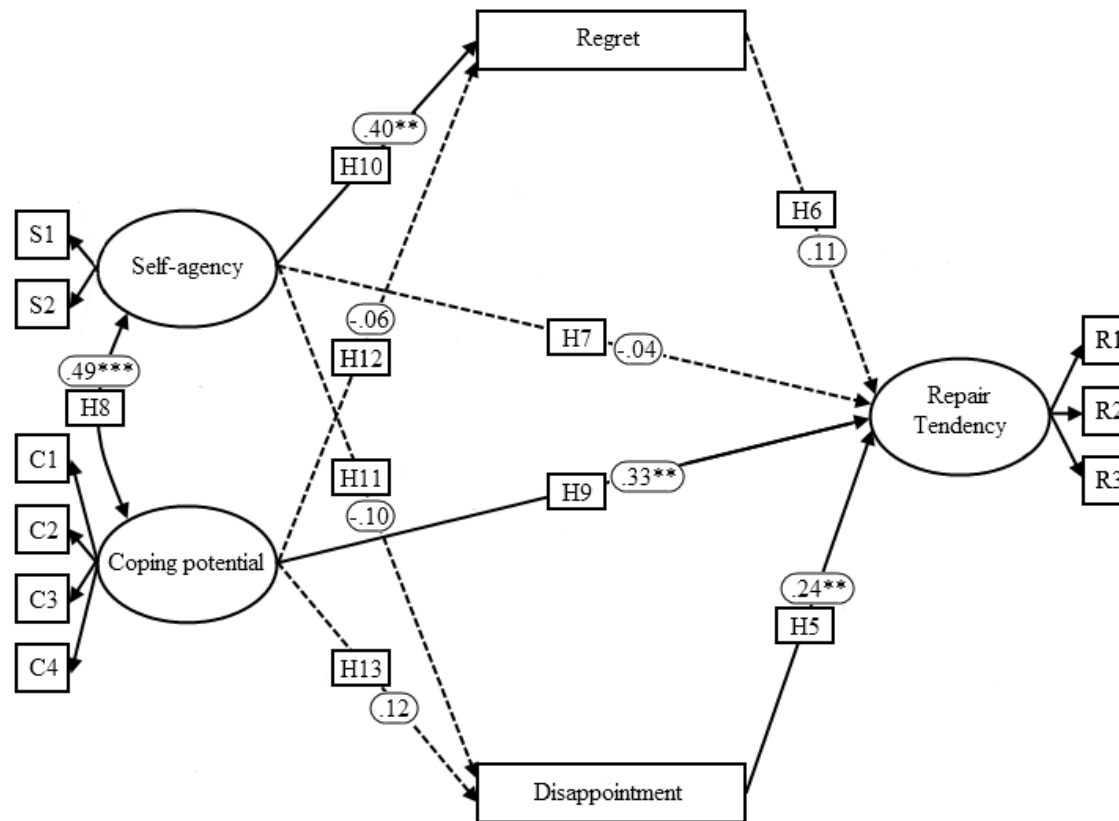 Regret
.40**
H10
H6
S1
Self-agency
.11
S2
-.06
H7
R1
H12
-.04
.49***
Repair
Tendency
H8
R2
C1
H11
.33**
R3
H9
-.10
C2
Coping potential
C3
.24**
H5
C4
H13
.12
Disappointment